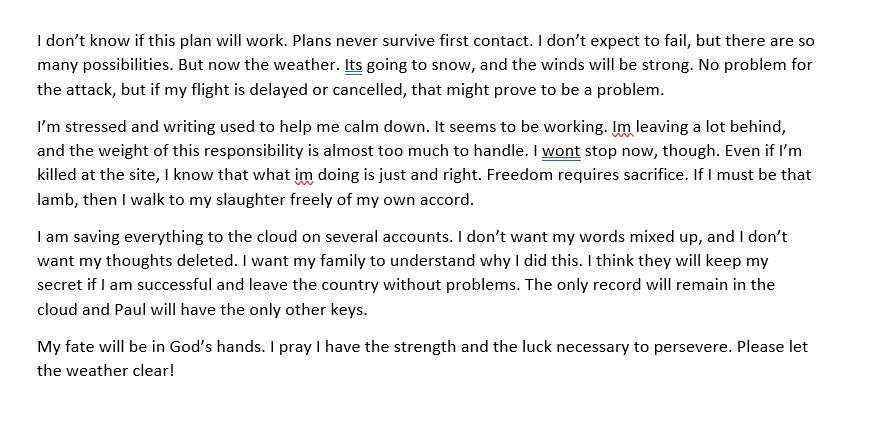 I don’t know if this plan will work. Plans never survive first contact. I don’t expect to fail, but there are so
many possibilities. But now the weather. Its going to snow, and the winds will be strong. No problem for
the attack, but if my flight is delayed or cancelled, that might prove to be a problem.
I’m stressed and writing used to help me calm down. It seems to be working. Im leaving a lot behind,
and the weight of this responsibility is almost too much to handle. I wont stop now, though. Even if I’m
killed at the site, I know that what im doing is just and right. Freedom requires sacrifice. If I must be that
lamb, then I walk to my slaughter freely of my own accord.
I am saving everything to the cloud on several accounts. I don’t want my words mixed up, and I don’t
want my thoughts deleted. I want my family to understand why I did this. I think they will keep my
secret if I am successful and leave the country without problems. The only record will remain in the
cloud and Paul will have the only other keys.
My fate will be in God’s hands. I pray I have the strength and the luck necessary to persevere. Please let
the weather clear!